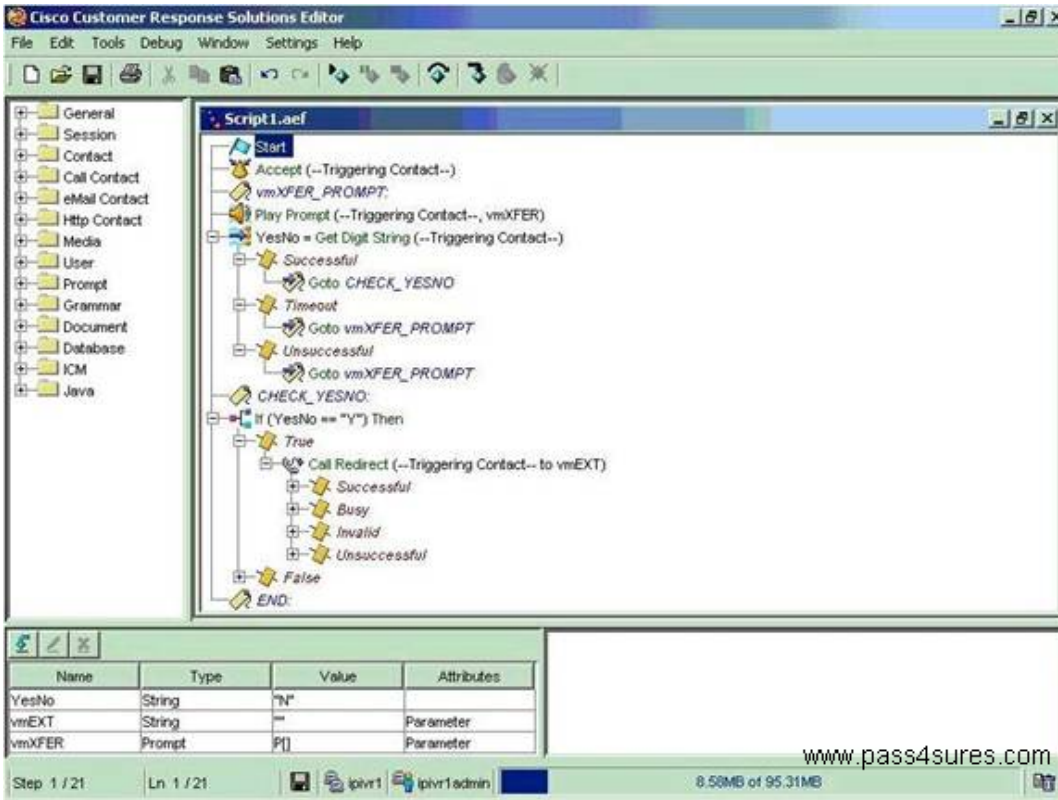 Cisco Customer Response Solutions Editor
File Edit Tools Debug Window Settings Help
General
Session
Contact
Call Contact
eMail Contact
Http Contact
Media
User
Prompt
Grammar
Document
Database
ICM
Java
Script1.aef
Start
Accept (--Triggering Contact--)
vmXFER_PROMPT:
Play Prompt (--Triggering Contact--, vmXFER)
YesNo = Get Digit String (--Triggering Contact--)
Successful
Goto CHECK_YESNO
Timeout
Goto vmXFER_PROMPT
Unsuccessful
Goto vmXFER_PROMPT
CHECK_YESNO:
If (YesNo == "Y") Then
True
Call Redirect (--Triggering Contact-- to vmEXT)
Successful
Busy
Invalid
Unsuccessful
False
END:
Name Type Value Attributes
YesNo String "N"
vmEXT String "" Parameter
vmXFER Prompt P[] Parameter
www.pass4sures.com
Step 1 / 21 Ln 1 / 21 ipivr1 ipivr1admin 8.58MB of 95.31MB